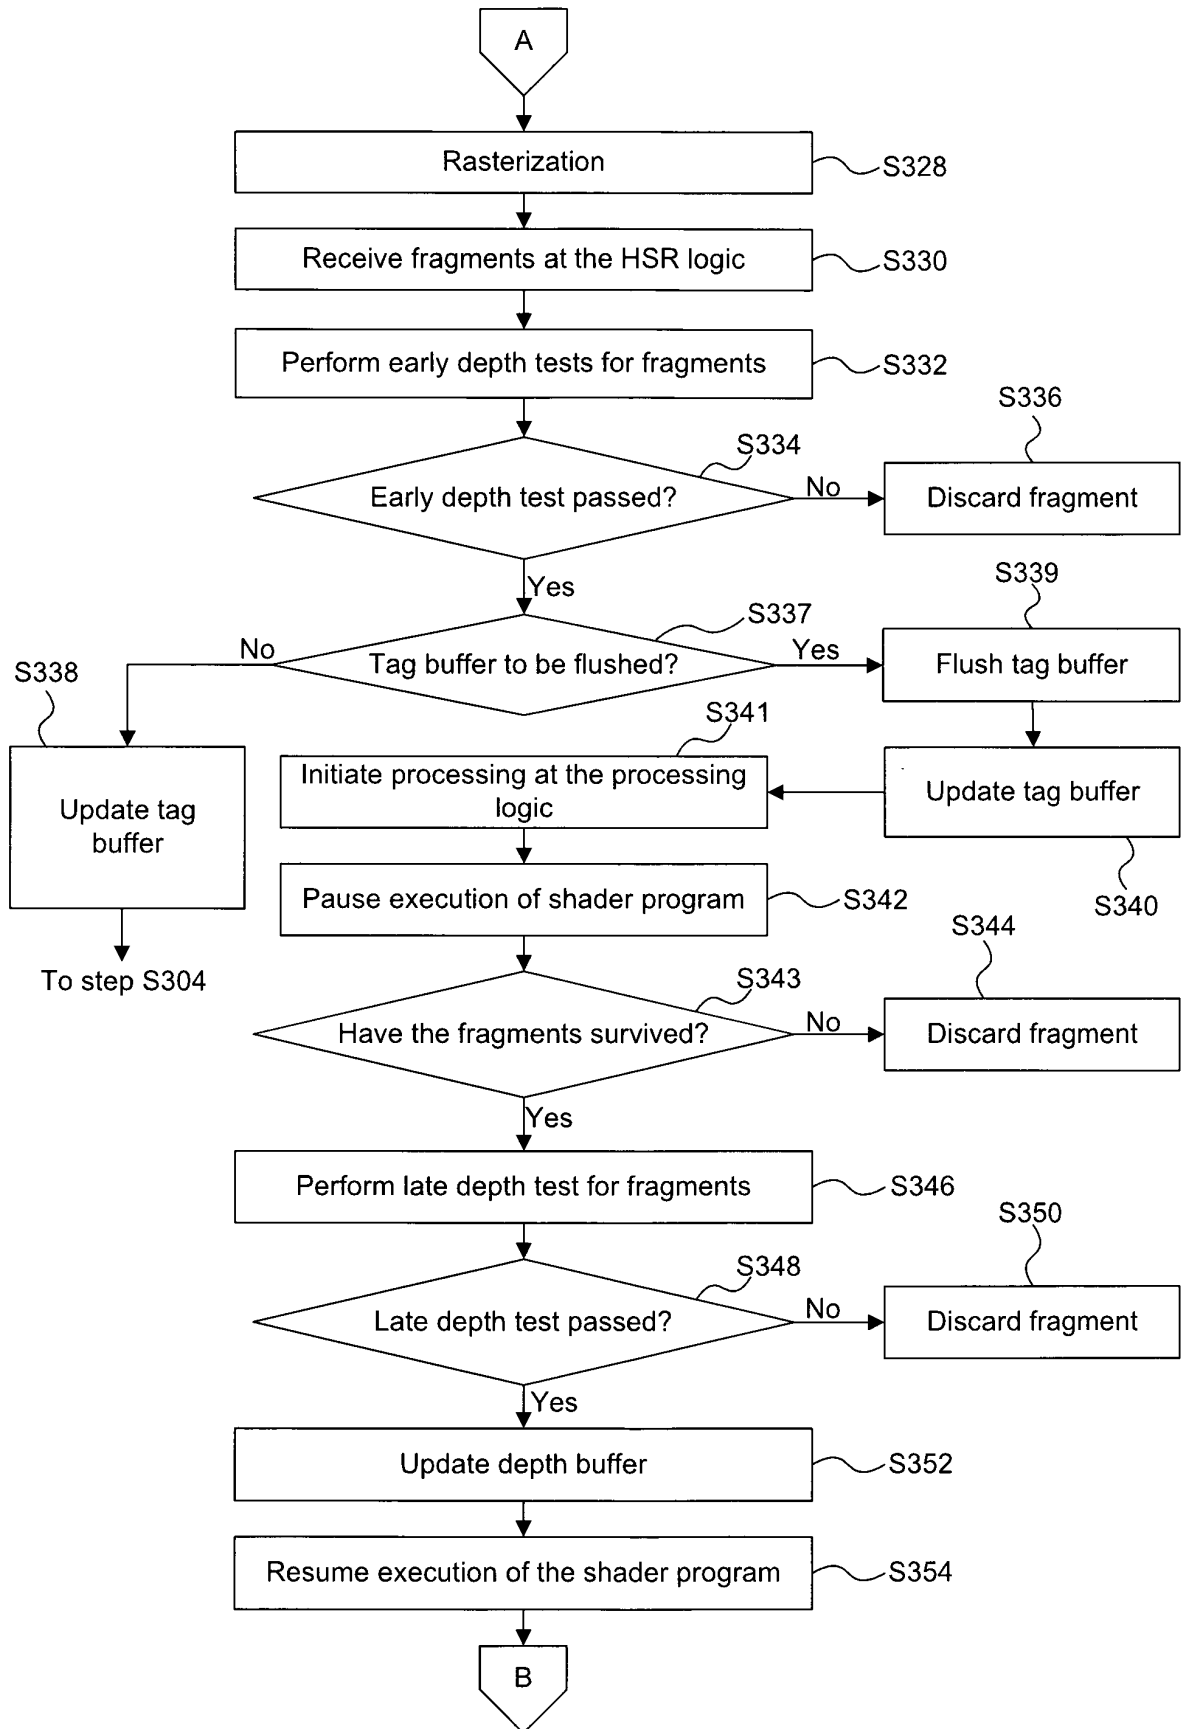 A
Rasterization
S328
Receive fragments at the HSR logic
S330
Perform early depth tests for fragments
S332
S336
S334
Early depth test passed?
No
Discard fragment
Yes
S339
S337
No
Tag buffer to be flushed?
Yes
Flush tag buffer
S338
S341
Initiate processing at the processing
logic
Update tag buffer
Update tag
buffer
Pause execution of shader program
S342
S340
S344
To step S304
S343
Have the fragments survived?
No
Discard fragment
Yes
Perform late depth test for fragments
S346
S350
S348
Late depth test passed?
No
Discard fragment
Yes
Update depth buffer
S352
Resume execution of the shader program
S354
B